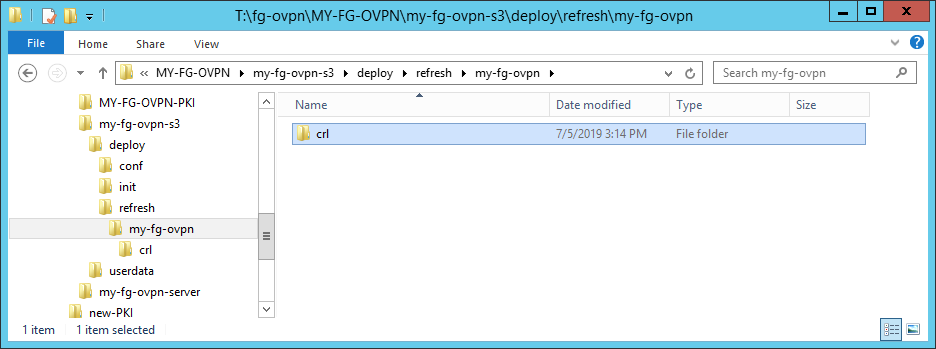 T:\fg-ovpn\MY-FG-OVPN\my-fg-ovpn-s3\deploy\refresh\my-fg-ovpn
File Home Share View
« MY-FG-OVPN my-fg-ovpn-s3 deploy refresh my-fg-ovpn Search my-fg-ovpn
Name Date modified Type Size
MY-FG-OVPN-PKI
my-fg-ovpn-s3
deploy
conf
init
refresh
my-fg-ovpn
crl
userdata
my-fg-ovpn-server
new-PKI
crl 7/5/2019 3:14 PM File folder
1 item 1 item selected